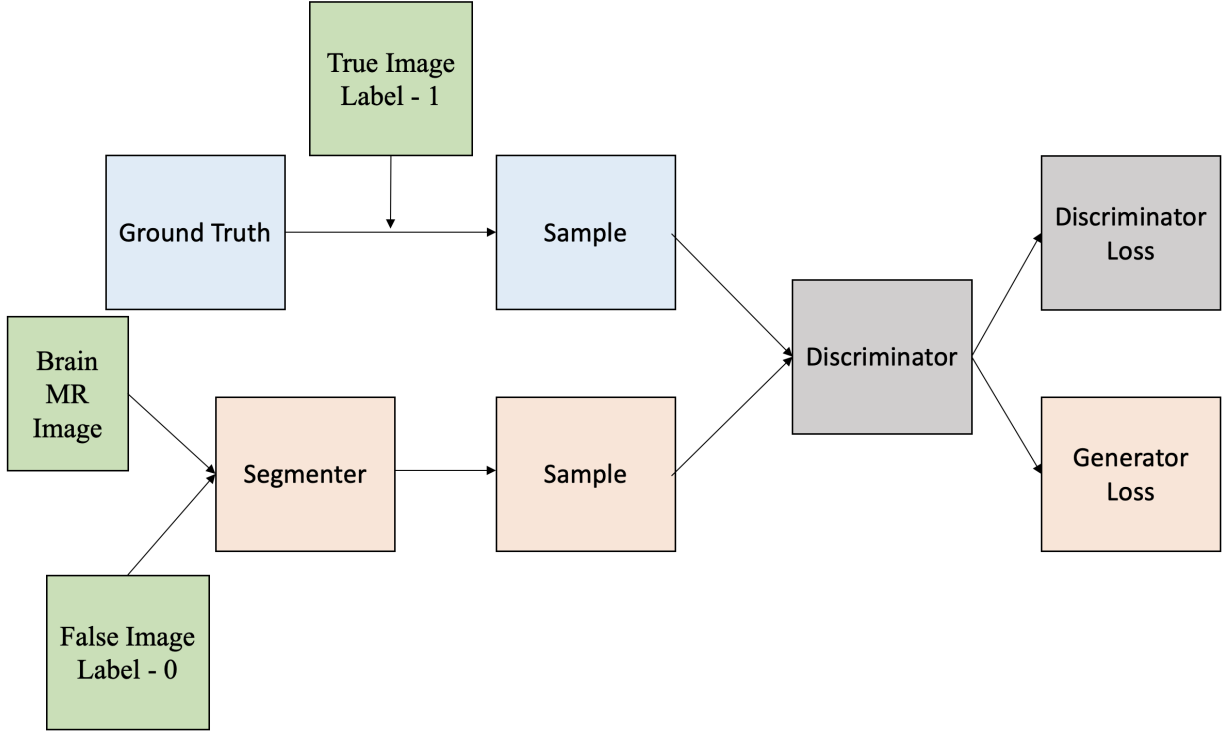 True Image
Label - 1
Ground Truth
Sample
Discriminator
Loss
Brain
MR
Image
Discriminator
Segmenter
Sample
Generator
Loss
False Image
Label - 0